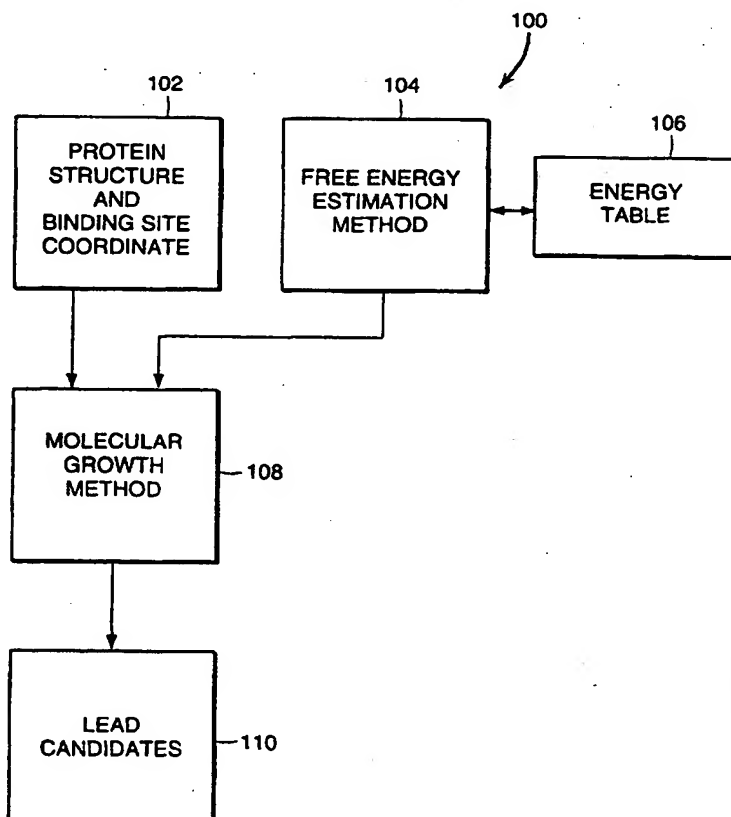 100
102
104
106
PROTEIN
STRUCTURE
AND
BINDING SITE
COORDINATE
FREE ENERGY
ESTIMATION
METHOD
ENERGY
TABLE
MOLECULAR
GROWTH
METHOD
108
LEAD
CANDIDATES
110